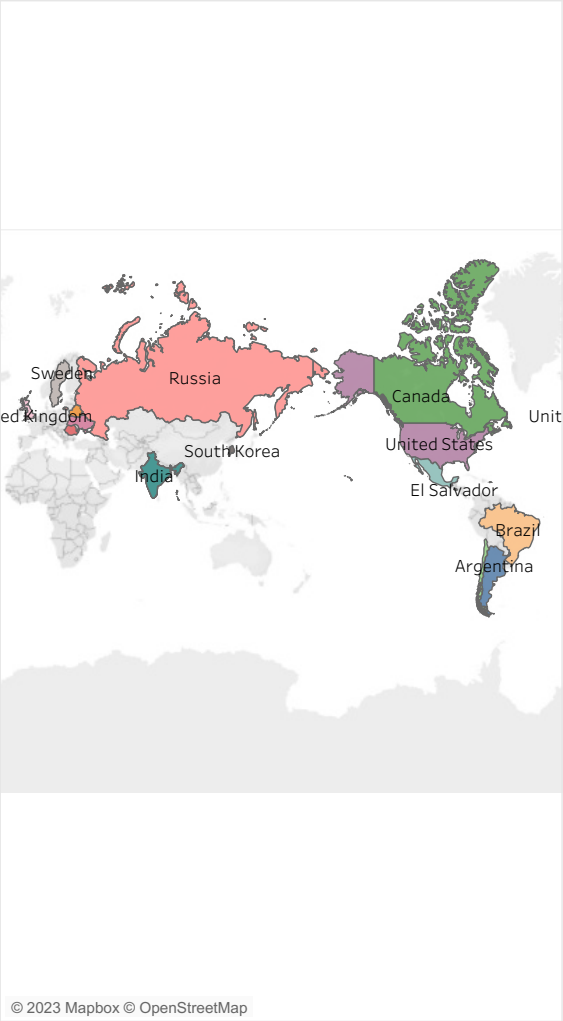 Sweden
Russia
Canada
ed Kingdom
Unit
United States
South Korea
India
El Salvador
Brazil
Argentina
© 2023 Mapbox © OpenStreetMap